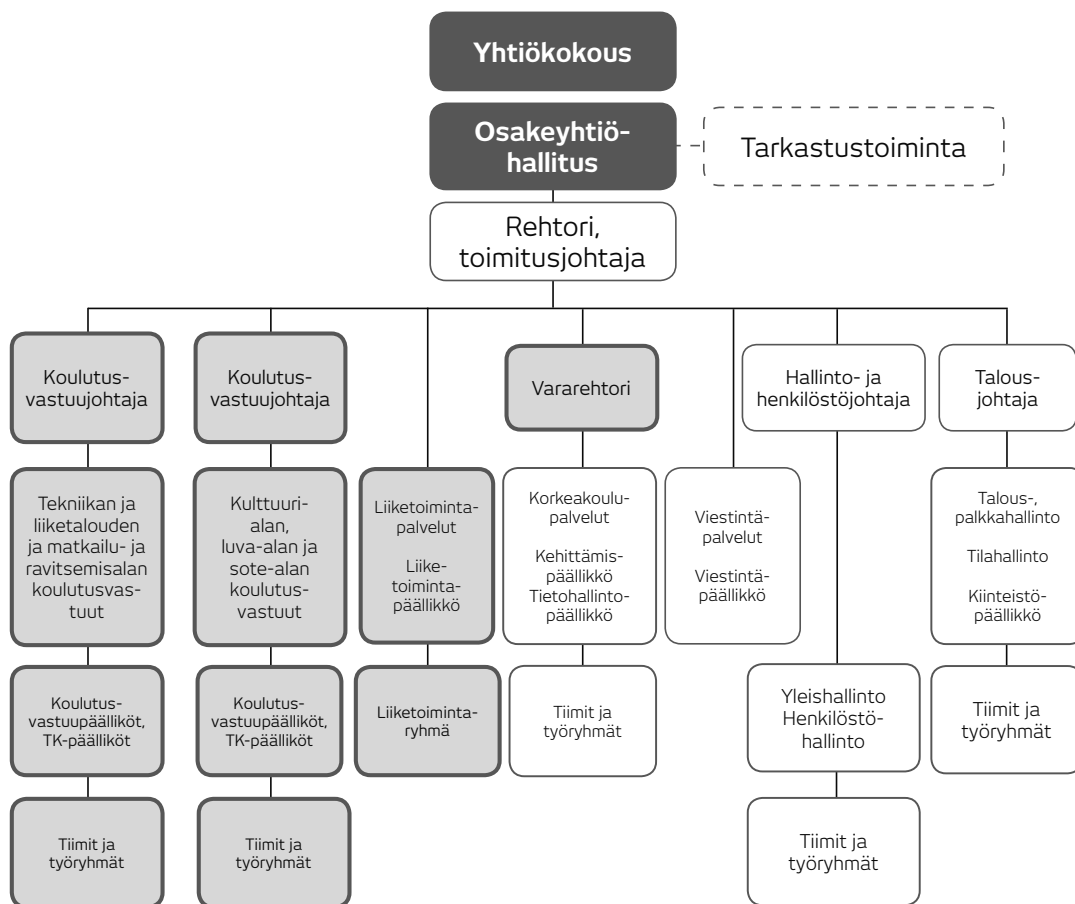 Yhtiökokous
Osakeyhtiö-
hallitus
Tarkastustoiminta
Rehtori,
toimitusjohtaja
Koulutus-
vastuujohtaja
Koulutus-
vastuujohtaja
Vararehtori
Hallinto- ja
henkilöstöjohtaja
Talous-
johtaja
Tekniikan ja
liiketalouden
ja matkailu- ja
ravitsemisalan
koulutusvas-
tuut
Kulttuuri-
alan,
luva-alan ja
sote-alan
koulutus-
vastuut
Liiketoiminta-
palvelut
Liike-
toiminta-
päällikkö
Korkeakoulu-
palvelut
Kehittämis-
päällikkö
Tietohallinto-
päällikkö
Viestintä-
palvelut
Viestintä-
päällikkö
Talous-,
palkkahallinto
Tilahallinto
Kiinteistö-
päällikkö
Koulutus-
vastuupäälliköt,
TK-päälliköt
Koulutus-
vastuupäälliköt,
TK-päälliköt
Liiketoiminta-
ryhmä
Tiimit ja
työryhmät
Yleishallinto
Henkilöstö-
hallinto
Tiimit ja
työryhmät
Tiimit ja
työryhmät
Tiimit ja
työryhmät
Tiimit ja
työryhmät